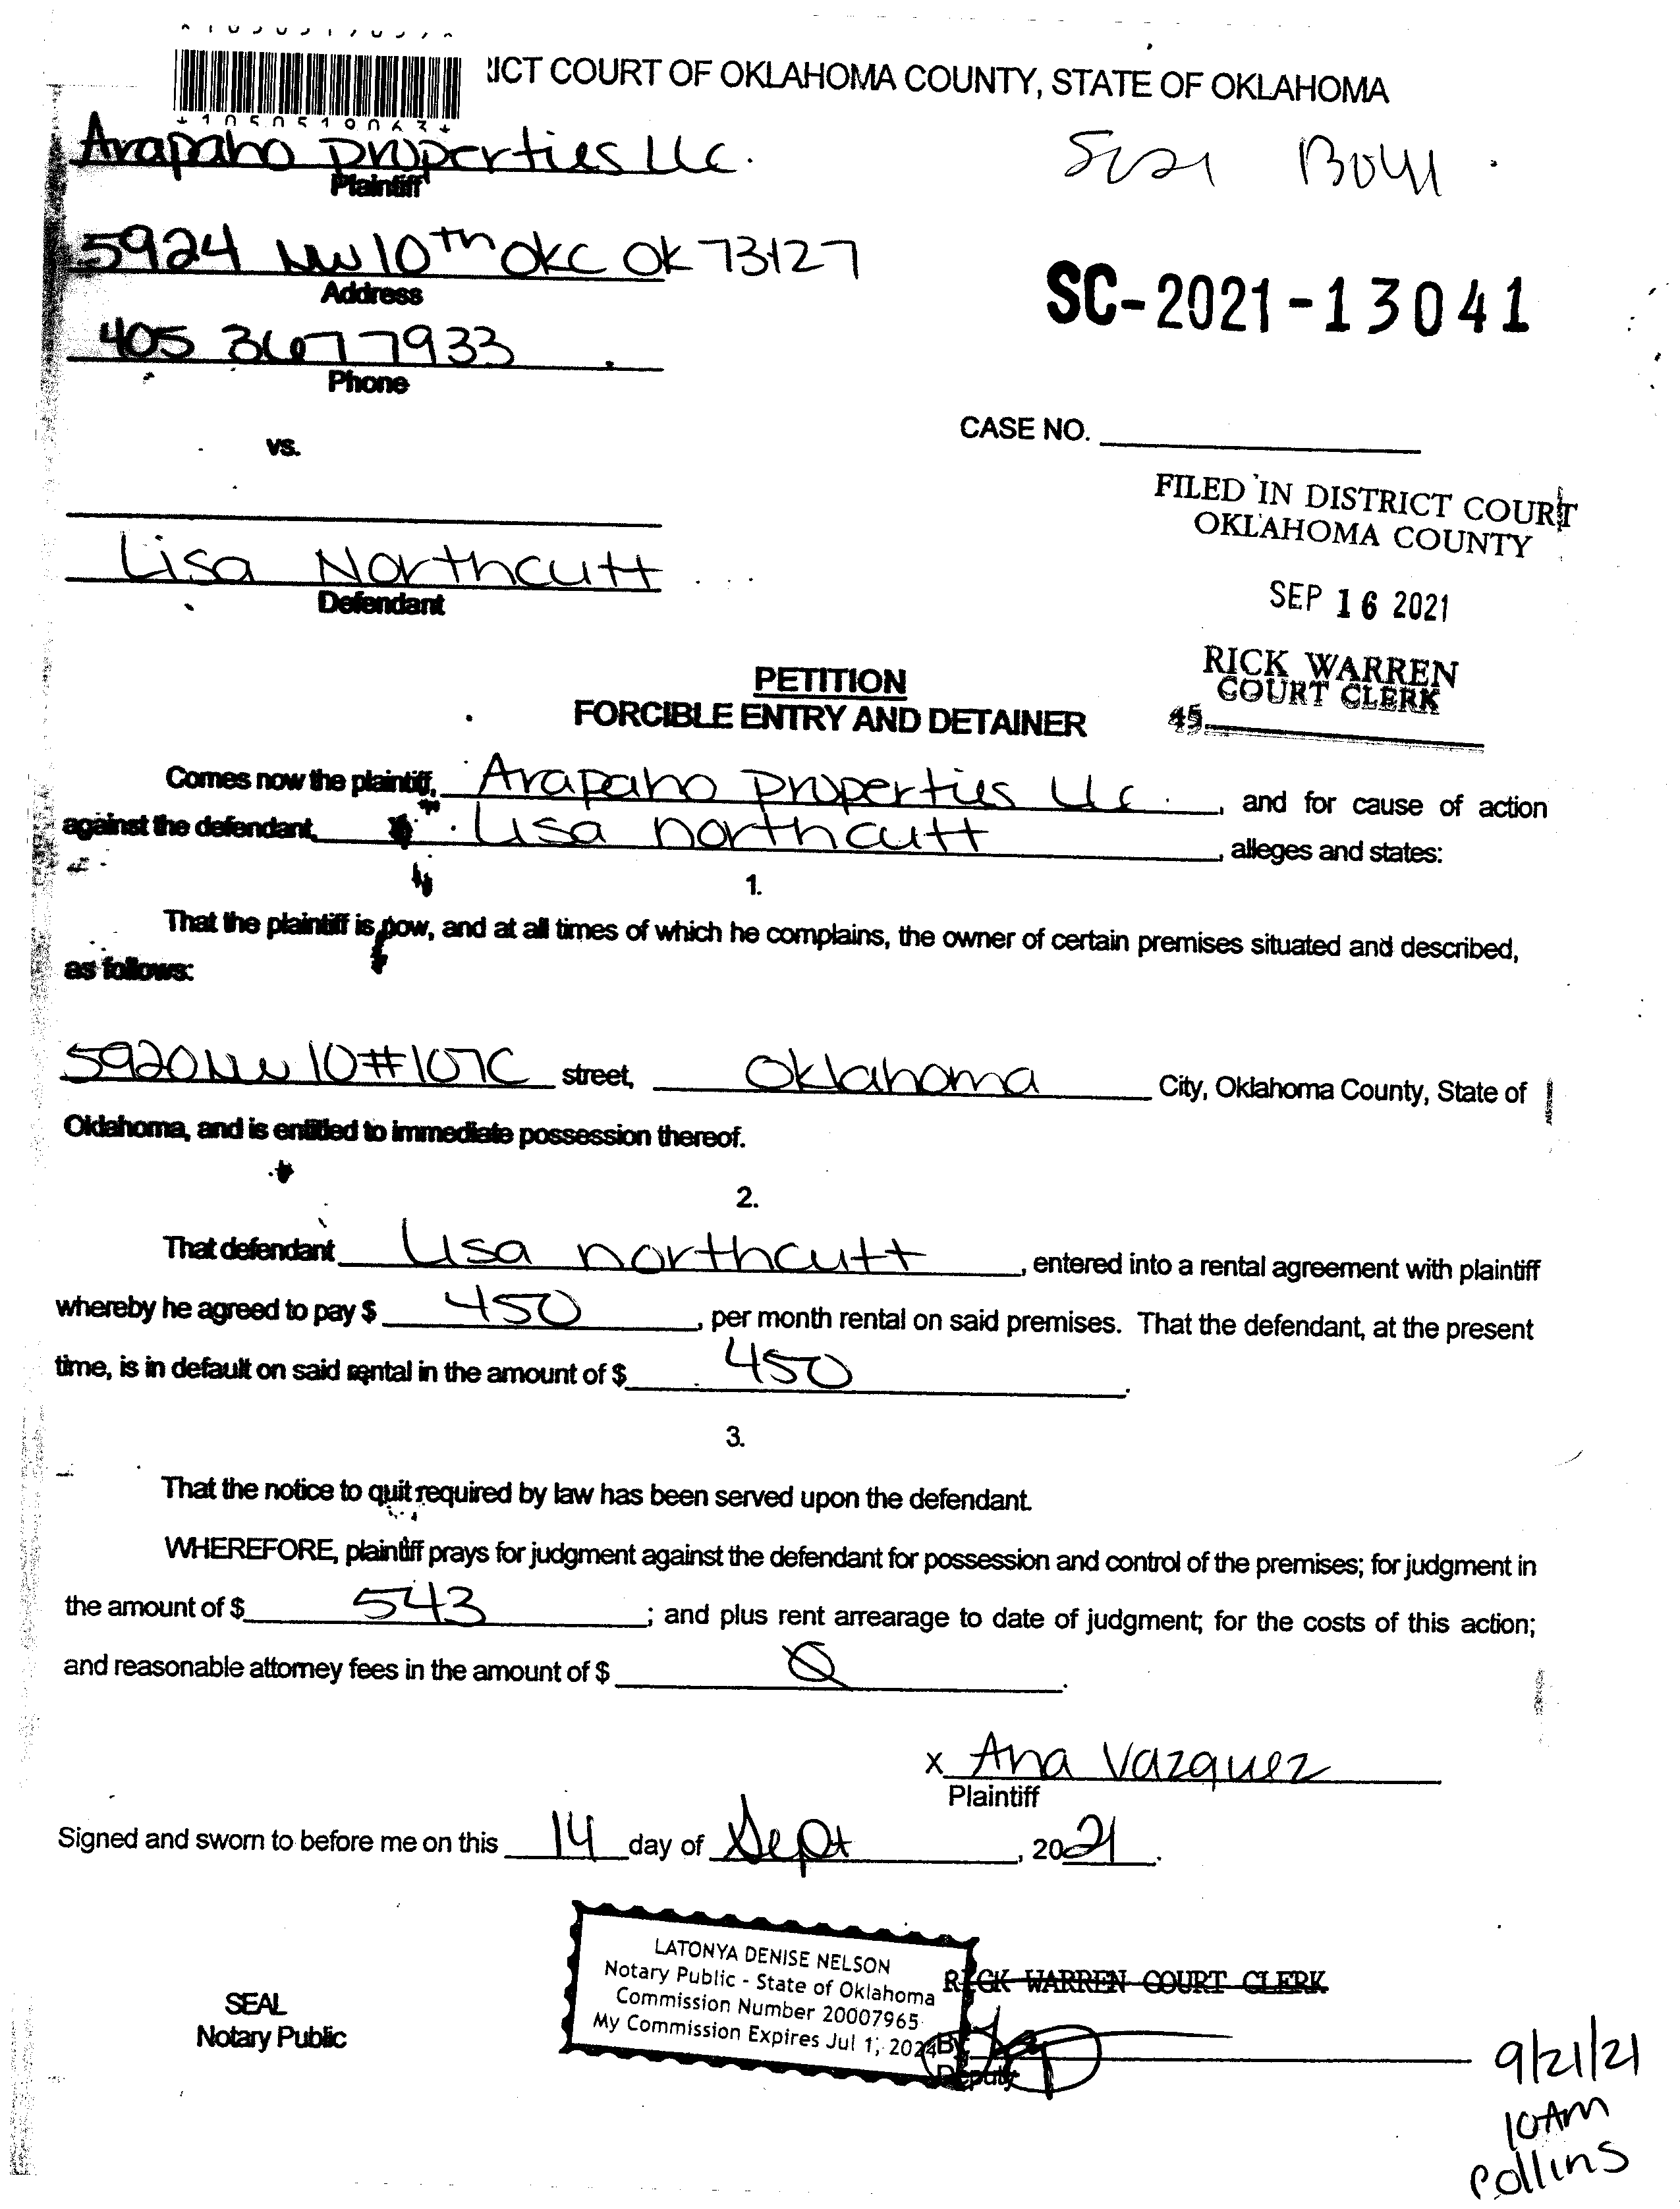 *1050519063*
ICT COURT OF OKLAHOMA COUNTY, STATE OF OKLAHOMA
Arapaho properties llc.
Plaintiff
5924 NW 10th OKC OK 73127
Address
SC-2021-13041
405 3677933
Phone
CASE NO.
vs.
FILED IN DISTRICT COURT
OKLAHOMA COUNTY
Lisa Northcutt
Defendant
SEP 16 2021
RICK WARREN
COURT CLERK
45
PETITION
FORCIBLE ENTRY AND DETAINER
Comes now the plaintiff, Arapaho properties llc. , and for cause of action
against the defendant, Lisa northcutt , alleges and states:
1.
That the plaintiff is now, and at all times of which he complains, the owner of certain premises situated and described,
as follows:
5920 NW 10 #107C street, Oklahoma City, Oklahoma County, State of
Oklahoma, and is entitled to immediate possession thereof.
2.
That defendant Lisa northcutt , entered into a rental agreement with plaintiff
whereby he agreed to pay $ 450 , per month rental on said premises. That the defendant, at the present
time, is in default on said rental in the amount of $ 450 .
3.
That the notice to quit required by law has been served upon the defendant.
WHEREFORE, plaintiff prays for judgment against the defendant for possession and control of the premises; for judgment in
the amount of $ 543 ; and plus rent arrearage to date of judgment; for the costs of this action;
and reasonable attorney fees in the amount of $ 0 .
x Ana Vazquez
Plaintiff
Signed and sworn to before me on this 14 day of Sept , 2021.
LATONYA DENISE NELSON
Notary Public - State of Oklahoma
Commission Number 20007965
My Commission Expires Jul 1, 2024
RICK WARREN COURT CLERK
SEAL
Notary Public
By
Deputy
9/21/21
10AM
Collins